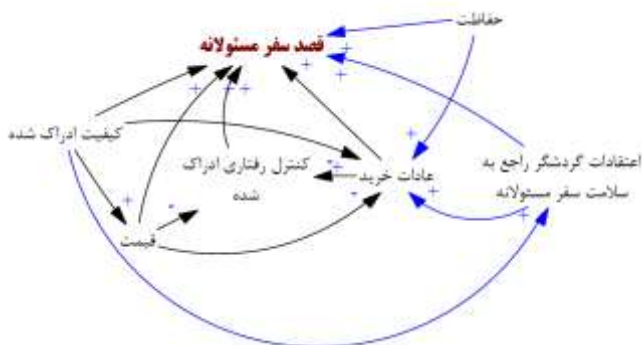 حفاظت
قصد سفر مسئولانه
کیفیت ادراک شده
کنترل رفتاری ادراک
شده
عادات خرید
اعتقادات گردشگر راجع به
سلامت سفر مسئولانه
قیمت